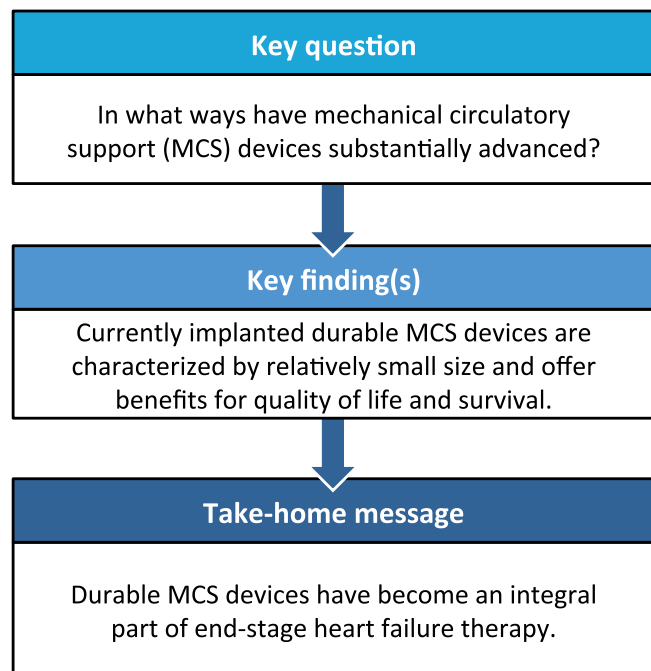 Key question
In what ways have mechanical circulatory
support (MCS) devices substantially advanced?
Key finding(s)
Currently implanted durable MCS devices are
characterized by relatively small size and offer
benefits for quality of life and survival.
Take-home message
Durable MCS devices have become an integral
part of end-stage heart failure therapy.